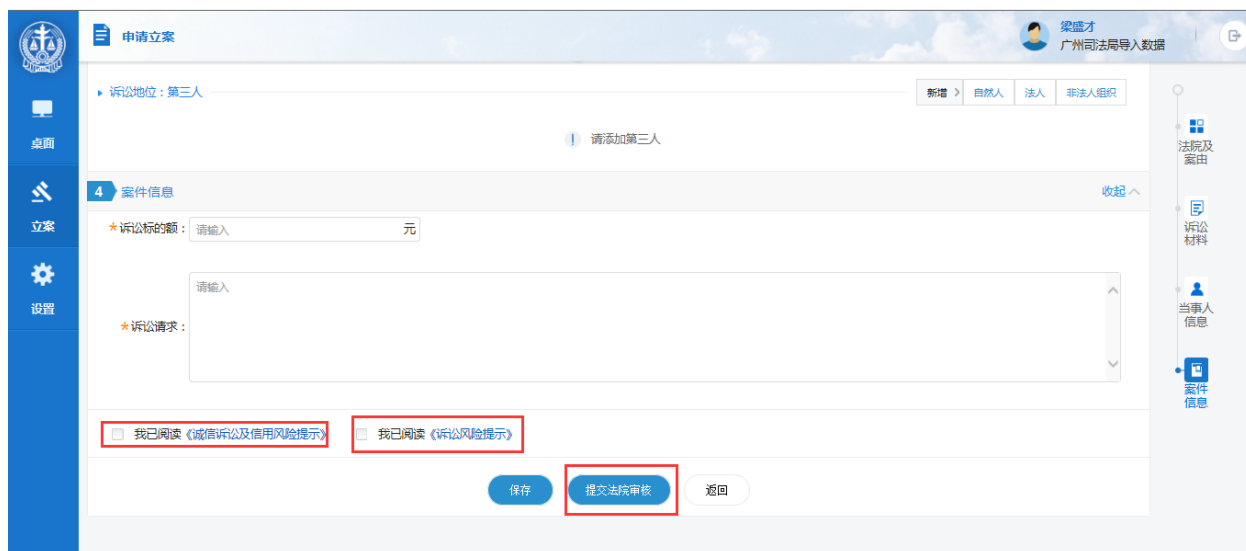 申请立案
梁盛才
广州司法局导入数据
桌面
立案
设置
诉讼地位：第三人
新增 > 自然人 法人 非法人组织
! 请添加第三人
4 案件信息
收起
*诉讼标的额： 请输入 元
*诉讼请求： 请输入
我已阅读《诚信诉讼及信用风险提示》 我已阅读《诉讼风险提示》
保存 提交法院审核 返回
法院及
案由
诉讼
材料
当事人
信息
案件
信息